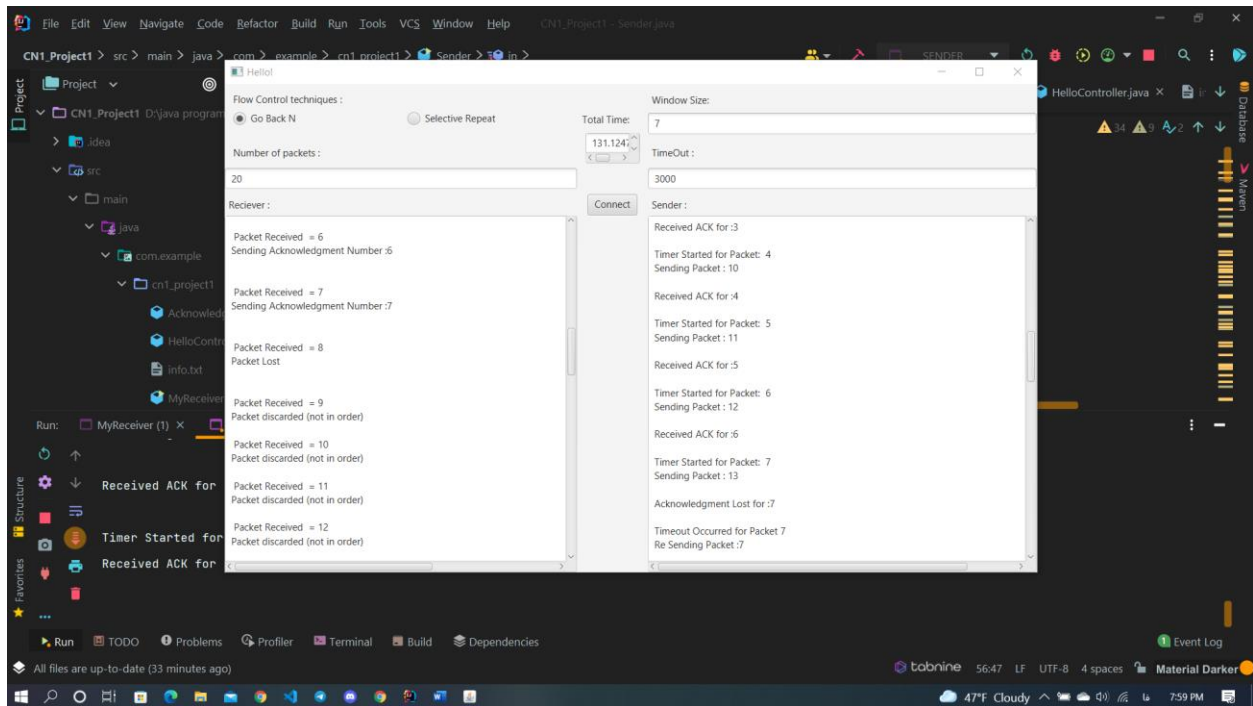 File Edit View Navigate Code Refactor Build Run Tools VCS Window Help CN1_Project1 - Sender.java
CN1_Project1 > src > main > java > com > example > cn1_project1 > Sender > in >
SENDER
Project
Project
HelloController.java
CN1_Project1 D:\java program
34 9 2
.idea
src
main
java
com.example
cn1_project1
HelloContr
info.txt
MyReceiver
Database
Maven
Hello!
Flow Control techniques :
Go Back N
Selective Repeat
Number of packets :
20
Total Time:
131.124
Window Size:
7
TimeOut :
3000
Connect
Reciever :
Packet Received = 6
Sending Acknowledgment Number :6
Packet Received = 7
Sending Acknowledgment Number :7
Packet Received = 8
Packet Lost
Packet Received = 9
Packet discarded (not in order)
Packet Received = 10
Packet discarded (not in order)
Packet Received = 11
Packet discarded (not in order)
Packet Received = 12
Packet discarded (not in order)
Sender :
Received ACK for :3
Timer Started for Packet: 4
Sending Packet : 10
Received ACK for :4
Timer Started for Packet: 5
Sending Packet : 11
Received ACK for :5
Timer Started for Packet: 6
Sending Packet : 12
Received ACK for :6
Timer Started for Packet: 7
Sending Packet : 13
Acknowledgment Lost for :7
Timeout Occurred for Packet 7
Re Sending Packet :7
Run: MyReceiver (1)
Received ACK for
Timer Started for
Received ACK for
Structure
Favorites
Run TODO Problems Profiler Terminal Build Dependencies
Event Log
All files are up-to-date (33 minutes ago)
tabnine 56:47 LF UTF-8 4 spaces Material Darker
47°F Cloudy 7:59 PM